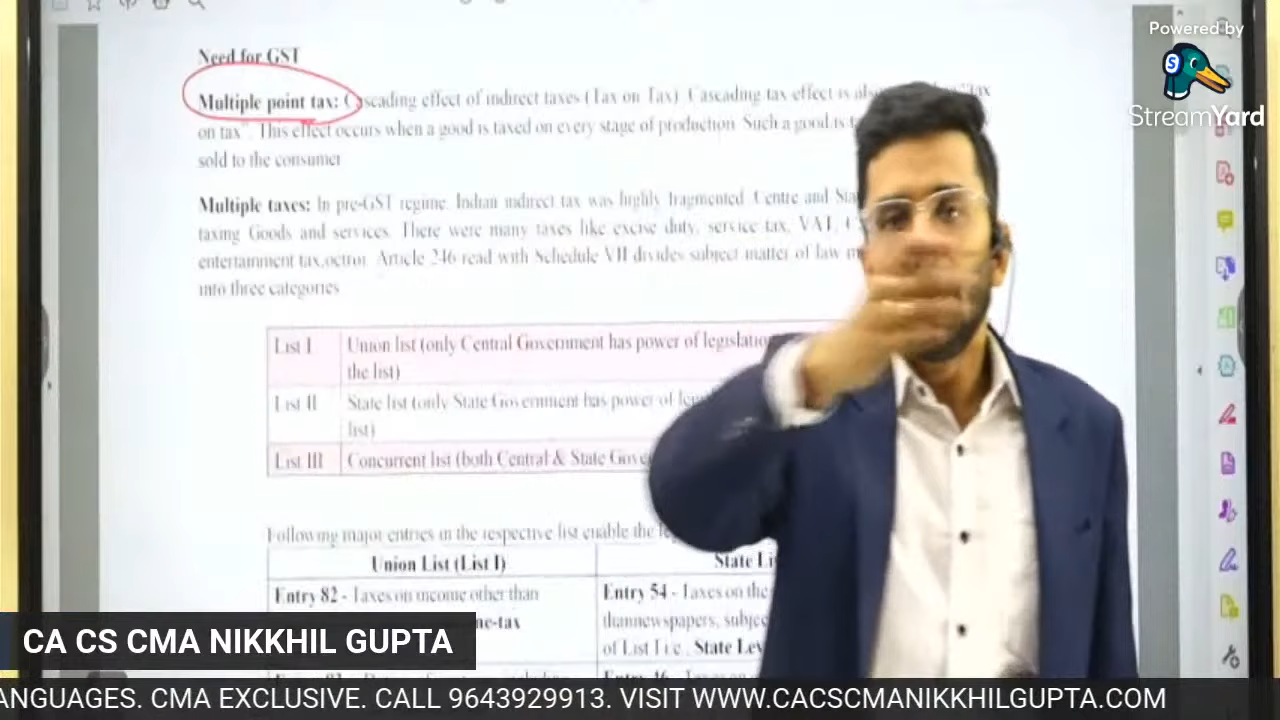 Powered by
StreamYard
Need for GST
Multiple point tax: Cascading effect of indirect taxes (Tax on Tax). Cascading tax effect is also "tax
on tax". This effect occurs when a good is taxed on every stage of production. Such a good is
sold to the consumer
Multiple taxes: In pre-GST regime, Indian indirect tax was highly fragmented. Centre and
taxing Goods and services. There were many taxes like excise duty, service tax, VAT,
entertainment tax,octroi. Article 246 read with Schedule VII divides subject matter of law
into three categories
List I Union list (only Central Government has power of
the list)
List II State list (only State Government has power of
list)
List III Concurrent list (both Central & State
Following major entries in the respective list enable the
Union List (List I) State
Entry 82 - Taxes on income other than Entry 54 - Taxes on the
thannewspapers, subject
of List I i.e., State
CA CS CMA NIKKHIL GUPTA
ANGUAGES. CMA EXCLUSIVE. CALL 9643929913. VISIT WWW.CACSCMANIKKHILGUPTA.COM